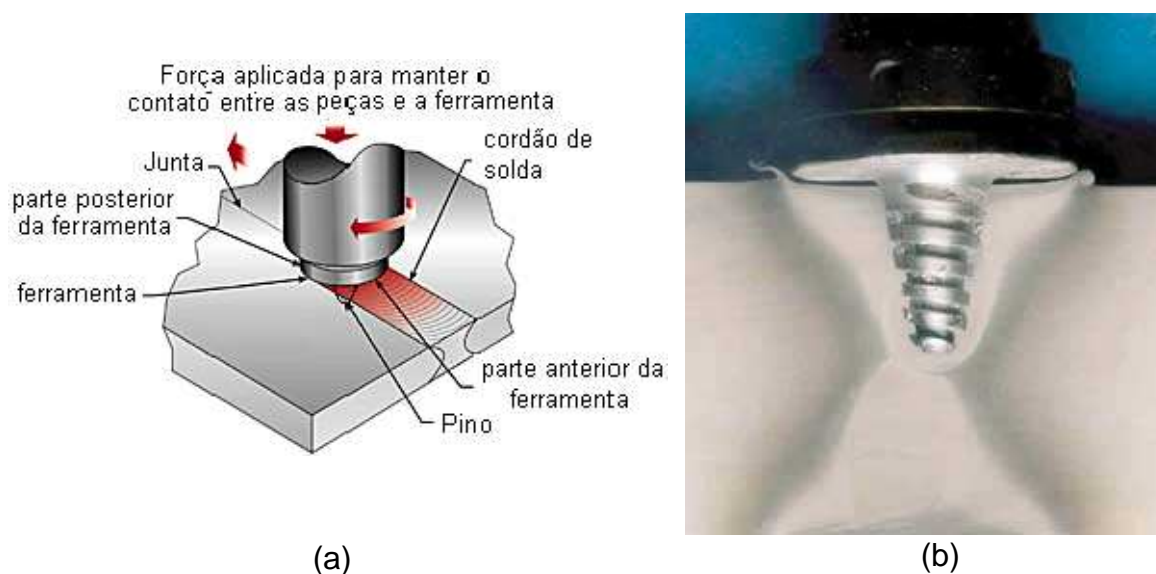 Força aplicada para manter o
contato entre as peças e a ferramenta
Junta
cordão de
solda
parte posterior
da ferramenta
ferramenta
parte anterior da
ferramenta
Pino
(a)
(b)